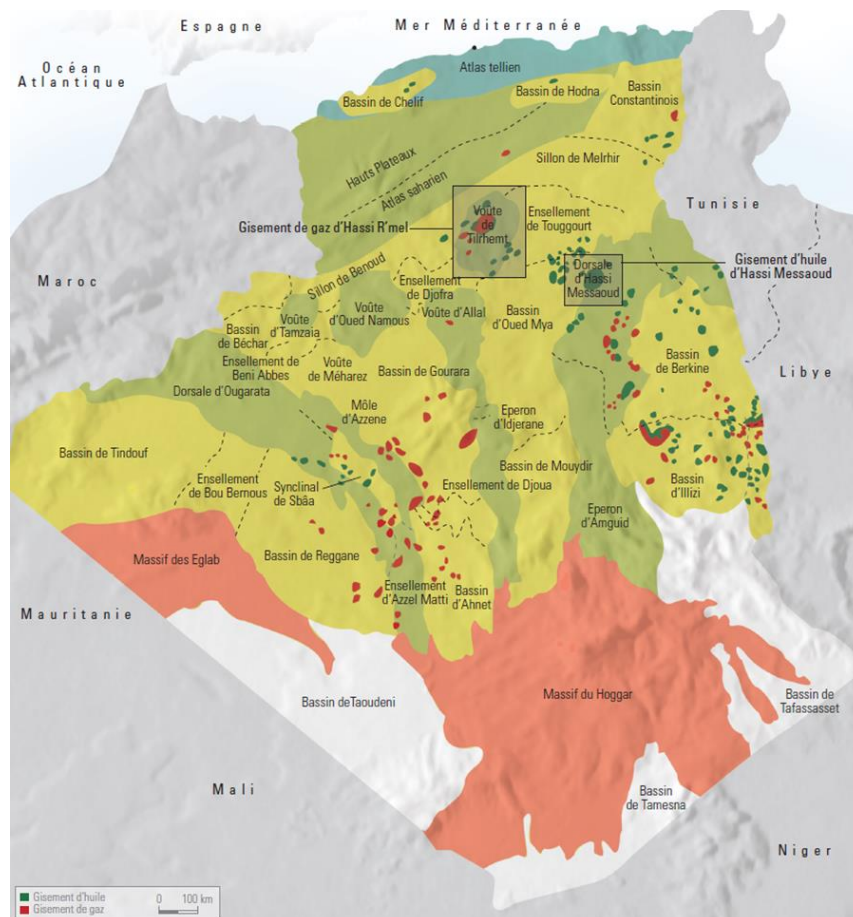 Espagne
Mer Méditerranée
Océan
Atlantique
Atlas tellien
Bassin de Chelif
Bassin de Hodna
Bassin
Constantinois
Hauts Plateaux
Atlas saharien
Sillon de Melrhir
Tunisie
Gisement de gaz d'Hassi R'mel
Voûte
de
Tilrhemt
Ensellement
de Touggourt
Gisement d'huile
d'Hassi Messaoud
Dorsale
d'Hassi
Messaoud
Maroc
Sillon de Benoud
Ensellement
de Djofra
Voûte
d'Oued Namous
Voûte d'Allal
Voûte
d'Tamzaia
Bassin
de Béchar
Bassin
d'Oued Mya
Bassin
de Berkine
Libye
Ensellement de
Beni Abbes
Voûte
de Méharez
Bassin de Gourara
Dorsale d'Ougarata
Môle
d'Azzene
Eperon
d'Idjerane
Bassin de Tindouf
Ensellement
de Bou Bernous
Synclinal
de Sbâa
Ensellement de Djoua
Bassin de Mouydir
Bassin
d'Illizi
Eperon
d'Amguid
Massif des Eglab
Bassin de Reggane
Ensellement
d'Azzel Matti
Bassin
d'Ahnet
Mauritanie
Bassin deTaoudeni
Massif du Hoggar
Bassin de
Tafassasset
Mali
Bassin
de Tamesna
Niger
Gisement d'huile
Gisement de gaz
0 100 km